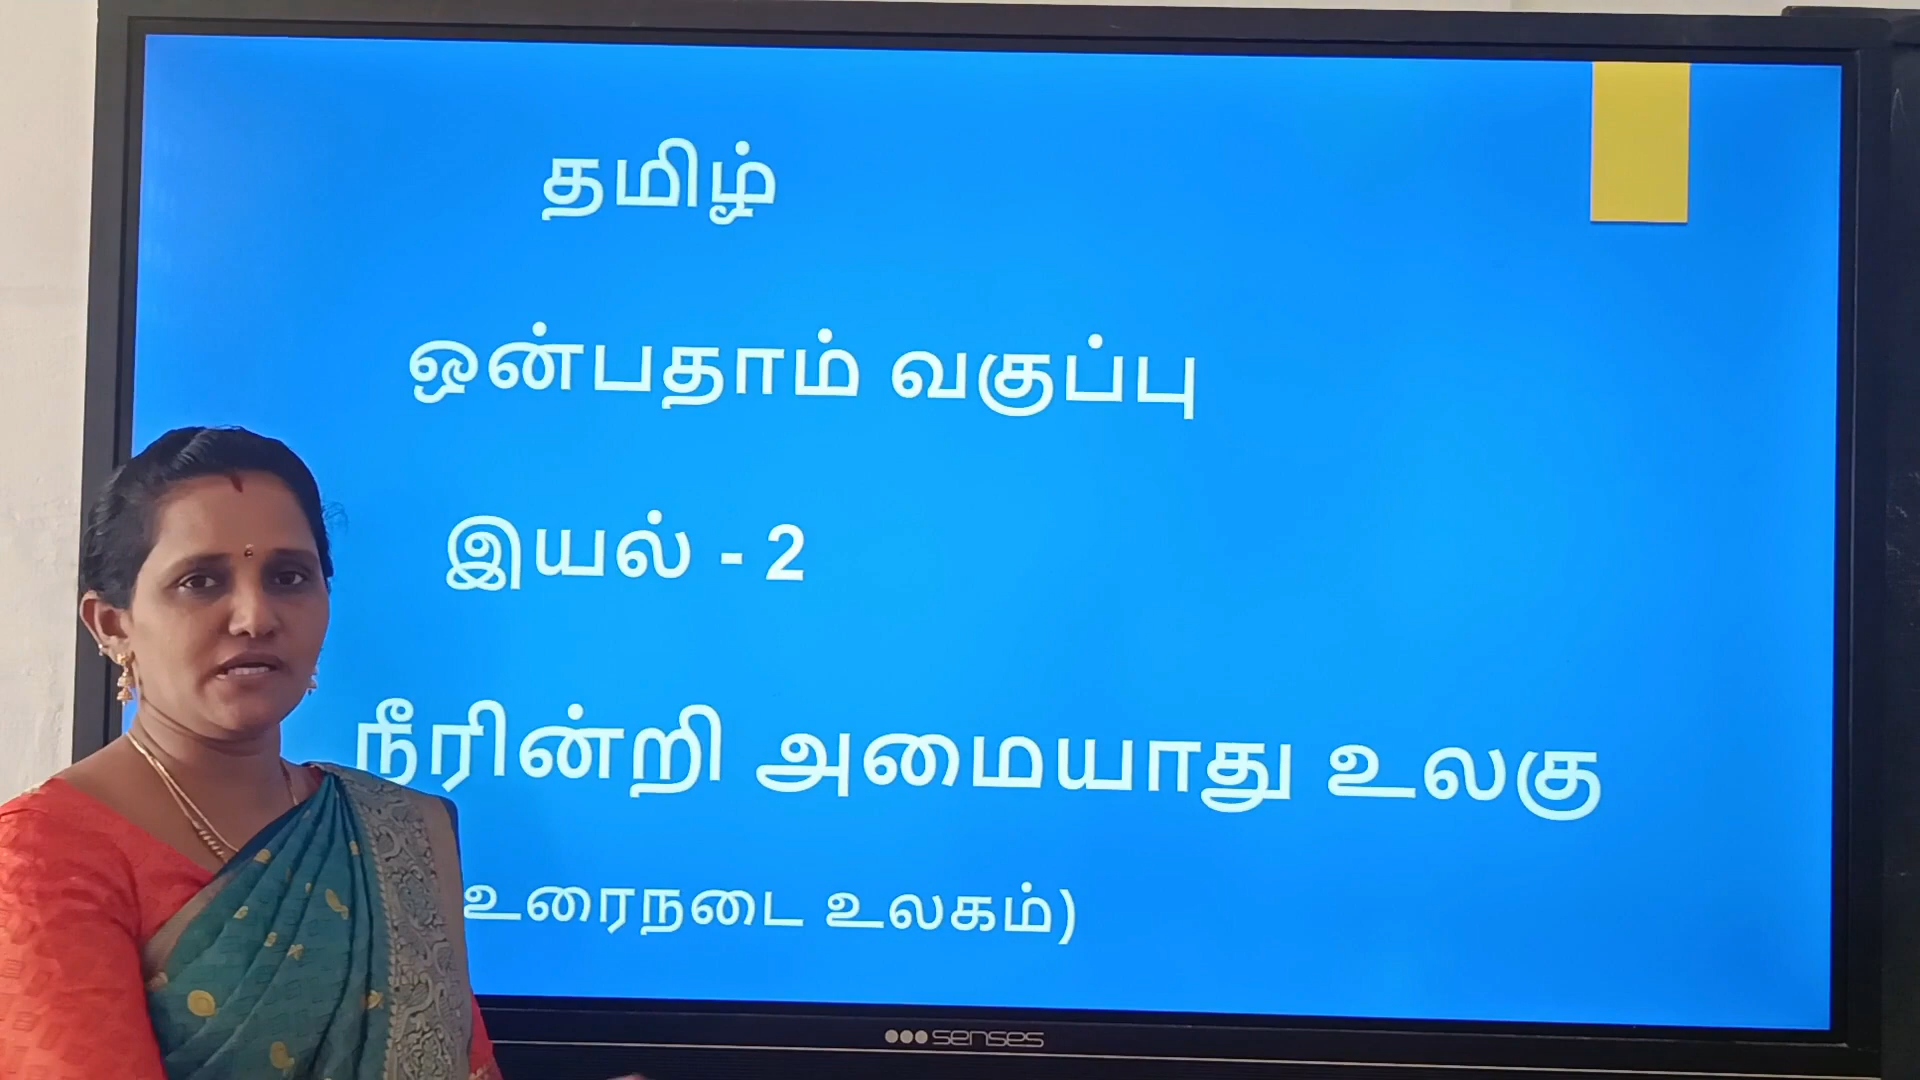 தமிழ்
ஒன்பதாம் வகுப்பு
இயல் - 2
நீரின்றி அமையாது உலகு
உரைநடை உலகம்)
senses